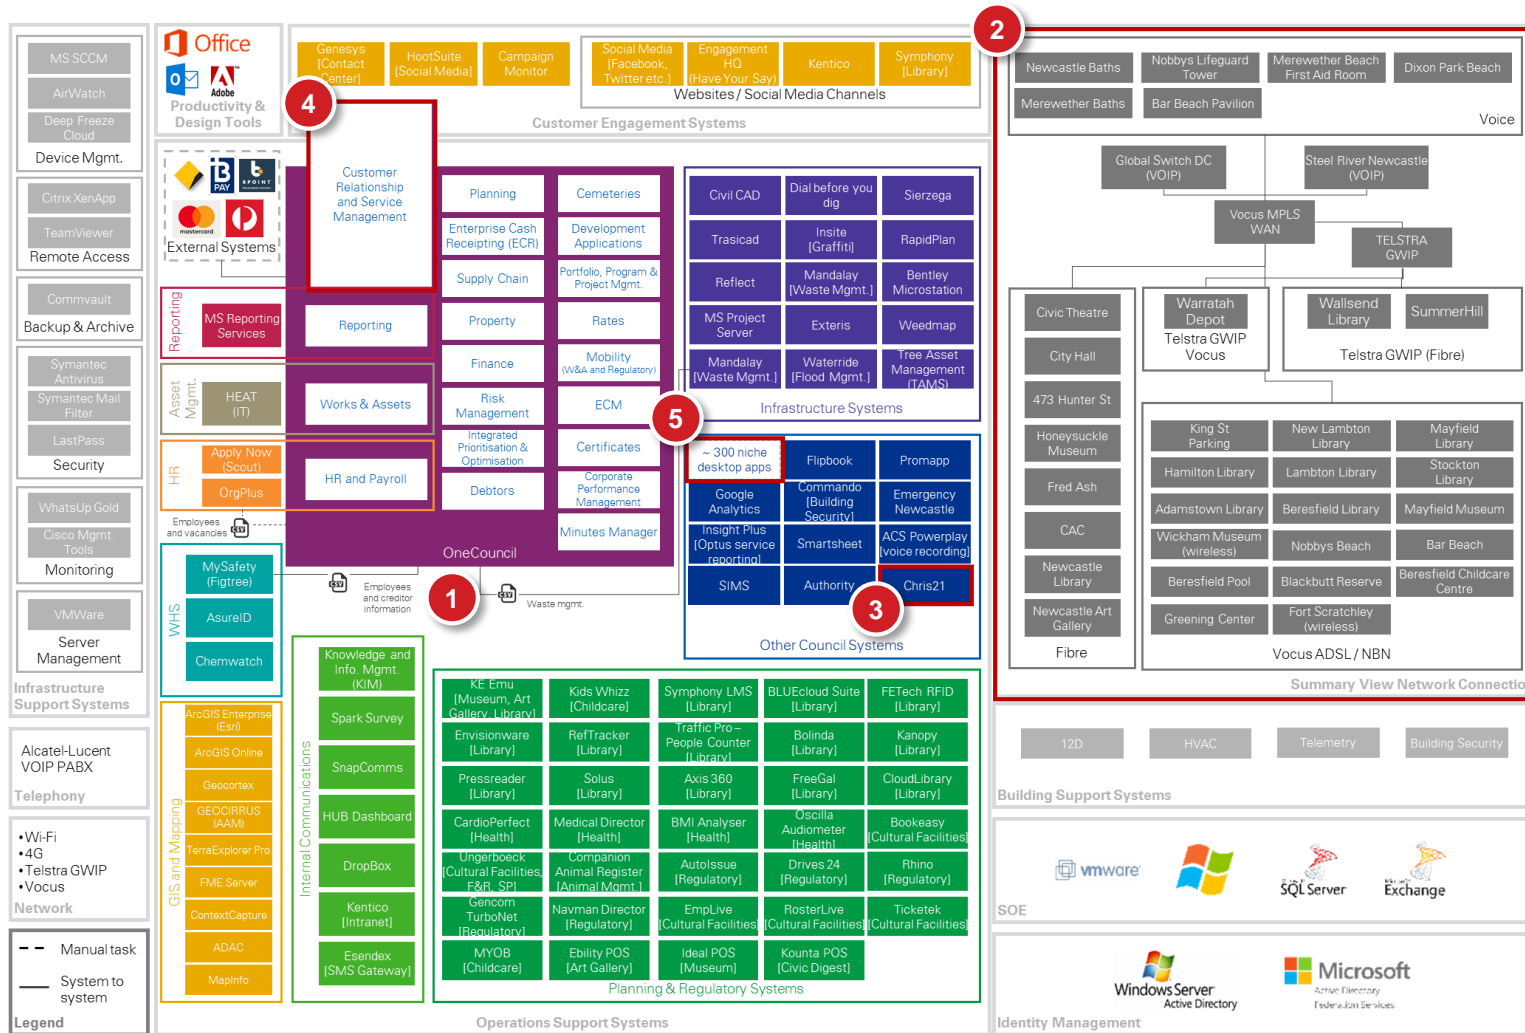 MS SCCM
AirWatch
Deep Freeze
Cloud
Device Mgmt.
Citrix XenApp
TeamViewer
Remote Access
Commvault
Backup & Archive
Symantec
Antivirus
Symantec Mail
Filter
LastPass
Security
WhatsUp Gold
Cisco Mgmt.
Tools
Monitoring
VMWare
Server
Management
Infrastructure
Support Systems
Alcatel-Lucent
VOIP PABX
Telephony
•Wi-Fi
•4G
•Telstra GWIP
•Vocus
Network
Manual task
System to
system
Legend
Office
Adobe
Productivity &
Design Tools
4
Genesys
[Contact
Center]
HootSuite
[Social Media]
Campaign
Monitor
Social Media
[Facebook,
Twitter etc.]
Engagement
HQ
(Have Your Say)
Kentico
Symphony
[Library]
Websites / Social Media Channels
Customer Engagement Systems
B
PAY
BPOINT
mastercard
External Systems
Customer
Relationship
and Service
Management
Planning
Cemeteries
Enterprise Cash
Receipting (ECR)
Development
Applications
Supply Chain
Portfolio, Program &
Project Mgmt.
Reporting
MS Reporting
Services
Reporting
Property
Rates
Finance
Mobility
(W&A and Regulatory)
Asset
Mgmt.
HEAT
(IT)
Works & Assets
Risk
Management
ECM
Integrated
Prioritisation &
Optimisation
Certificates
HR
Apply Now
(Scout)
OrgPlus
HR and Payroll
Debtors
Corporate
Performance
Management
Minutes Manager
OneCouncil
Employees
and vacancies
CSV
WHS
MySafety
(Figtree)
AsureID
Chemwatch
CSV
Employees
and creditor
information
1
CSV
Waste mgmt.
Civil CAD
Dial before you
dig
Sierzega
Trasicad
Insite
[Graffiti]
RapidPlan
Reflect
Mandalay
[Waste Mgmt.]
Bentley
Microstation
MS Project
Server
Exteris
Weedmap
Mandalay
[Waste Mgmt.]
Waterride
[Flood Mgmt.]
Tree Asset
Management
(TAMS)
Infrastructure Systems
5
~ 300 niche
desktop apps
Flipbook
Promapp
Google
Analytics
Commando
[Building
Security]
Emergency
Newcastle
Insight Plus
[Optus service
reporting]
Smartsheet
ACS Powerplay
[voice recording]
SIMS
Authority
Chris21
3
Other Council Systems
GIS and Mapping
ArcGIS Enterprise
(Esri)
ArcGIS Online
Geocortex
GEOCIRRUS
(AAM)
TerraExplorer Pro
FME Server
ContextCapture
ADAC
MapInfo
Internal Communications
Knowledge and
Info. Mgmt.
(KIM)
Spark Survey
SnapComms
HUB Dashboard
DropBox
Kentico
[Intranet]
Esendex
[SMS Gateway]
KE Emu
[Museum, Art
Gallery, Library]
Kids Whizz
[Childcare]
Symphony LMS
[Library]
BLUEcloud Suite
[Library]
FETech RFID
[Library]
Envisionware
[Library]
RefTracker
[Library]
Traffic Pro –
People Counter
[Library]
Bolinda
[Library]
Kanopy
[Library]
Pressreader
[Library]
Solus
[Library]
Axis 360
[Library]
FreeGal
[Library]
CloudLibrary
[Library]
CardioPerfect
[Health]
Medical Director
[Health]
BMI Analyser
[Health]
Oscilla
Audiometer
[Health]
Bookeasy
[Cultural Facilities]
Ungerboeck
[Cultural Facilities,
F&R, SP]
Companion
Animal Register
[Animal Mgmt.]
AutoIssue
[Regulatory]
Drives 24
[Regulatory]
Rhino
[Regulatory]
Gencom
TurboNet
[Regulatory]
Navman Director
[Regulatory]
EmpLive
[Cultural Facilities]
RosterLive
[Cultural Facilities]
Ticketek
[Cultural Facilities]
MYOB
[Childcare]
Ebility POS
[Art Gallery]
Ideal POS
[Museum]
Kounta POS
[Civic Digest]
Planning & Regulatory Systems
Operations Support Systems
2
Newcastle Baths
Nobbys Lifeguard
Tower
Merewether Beach
First Aid Room
Dixon Park Beach
Merewether Baths
Bar Beach Pavilion
Voice
Global Switch DC
(VOIP)
Steel River Newcastle
(VOIP)
Vocus MPLS
WAN
TELSTRA
GWIP
Civic Theatre
City Hall
473 Hunter St
Honeysuckle
Museum
Fred Ash
CAC
Newcastle
Library
Newcastle Art
Gallery
Fibre
Warratah
Depot
Telstra GWIP
Vocus
Wallsend
Library
SummerHill
Telstra GWIP (Fibre)
King St
Parking
New Lambton
Library
Mayfield
Library
Hamilton Library
Lambton Library
Stockton
Library
Adamstown Library
Beresfield Library
Mayfield Museum
Wickham Museum
(wireless)
Nobbys Beach
Bar Beach
Beresfield Pool
Blackbutt Reserve
Beresfield Childcare
Centre
Greening Center
Fort Scratchley
(wireless)
Vocus ADSL / NBN
Summary View Network Connectio
12D
HVAC
Telemetry
Building Security
Building Support Systems
vmware
SQL Server
Exchange
SOE
Windows Server
Active Directory
Microsoft
Active Directory
Federation Services
Identity Management